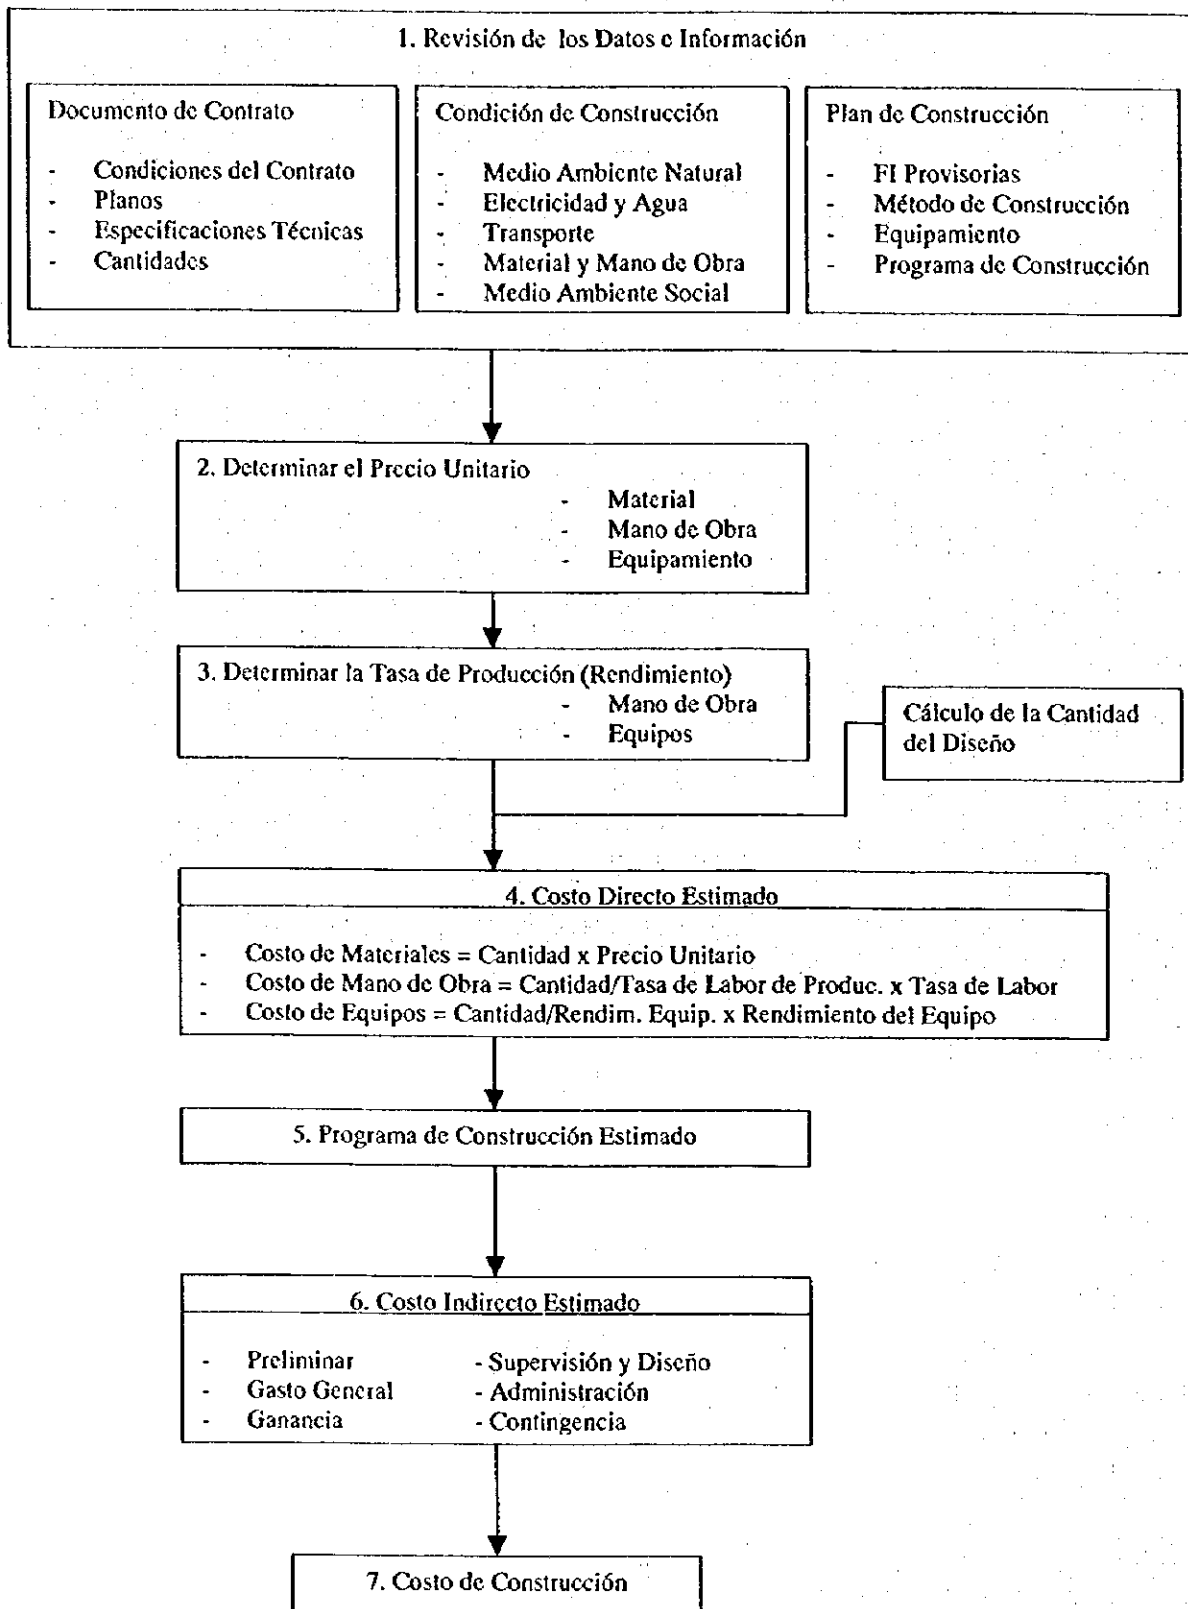 1. Revisión de los Datos e Información
Documento de Contrato
- Condiciones del Contrato
- Planos
- Especificaciones Técnicas
- Cantidades
Condición de Construcción
- Medio Ambiente Natural
- Electricidad y Agua
- Transporte
- Material y Mano de Obra
- Medio Ambiente Social
Plan de Construcción
- FI Provisorias
- Método de Construcción
- Equipamiento
- Programa de Construcción
2. Determinar el Precio Unitario
- Material
- Mano de Obra
- Equipamiento
3. Determinar la Tasa de Producción (Rendimiento)
- Mano de Obra
- Equipos
Cálculo de la Cantidad
del Diseño
4. Costo Directo Estimado
- Costo de Materiales = Cantidad x Precio Unitario
- Costo de Mano de Obra = Cantidad/Tasa de Labor de Produc. x Tasa de Labor
- Costo de Equipos = Cantidad/Rendim. Equip. x Rendimiento del Equipo
5. Programa de Construcción Estimado
6. Costo Indirecto Estimado
- Preliminar - Supervisión y Diseño
- Gasto General - Administración
- Ganancia - Contingencia
7. Costo de Construcción